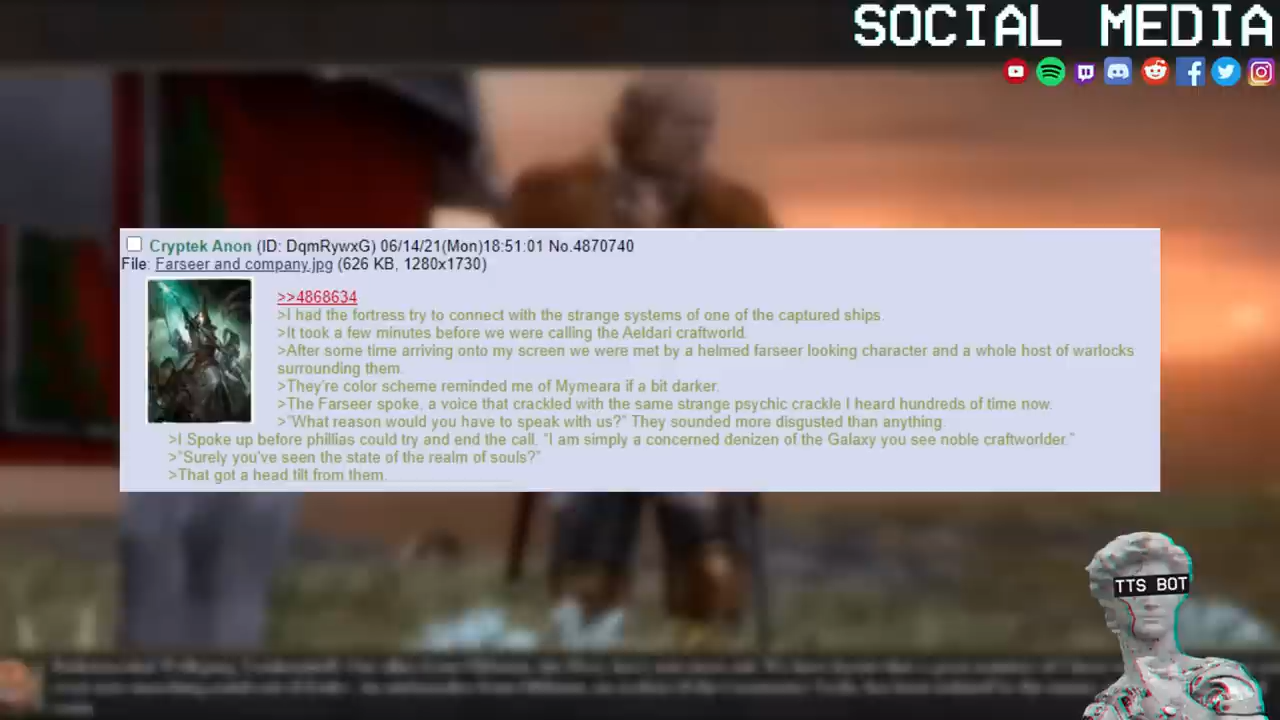 SOCIAL MEDIA
Cryptek Anon (ID: DqmRywxG) 06/14/21(Mon)18:51:01 No.4870740
File: Farseer and company.jpg (626 KB, 1280x1730)
>>4868634
>I had the fortress try to connect with the strange systems of one of the captured ships.
>It took a few minutes before we were calling the Aeldari craftworld.
>After some time arriving onto my screen we were met by a helmed farseer looking character and a whole host of warlocks
surrounding them.
>They're color scheme reminded me of Mymeara if a bit darker.
>The Farseer spoke, a voice that crackled with the same strange psychic crackle I heard hundreds of time now.
>"What reason would you have to speak with us?" They sounded more disgusted than anything.
>I Spoke up before phillias could try and end the call, "I am simply a concerned denizen of the Galaxy you see noble craftworlder."
>"Surely you've seen the state of the realm of souls?"
>That got a head tilt from them.
TTS BOT